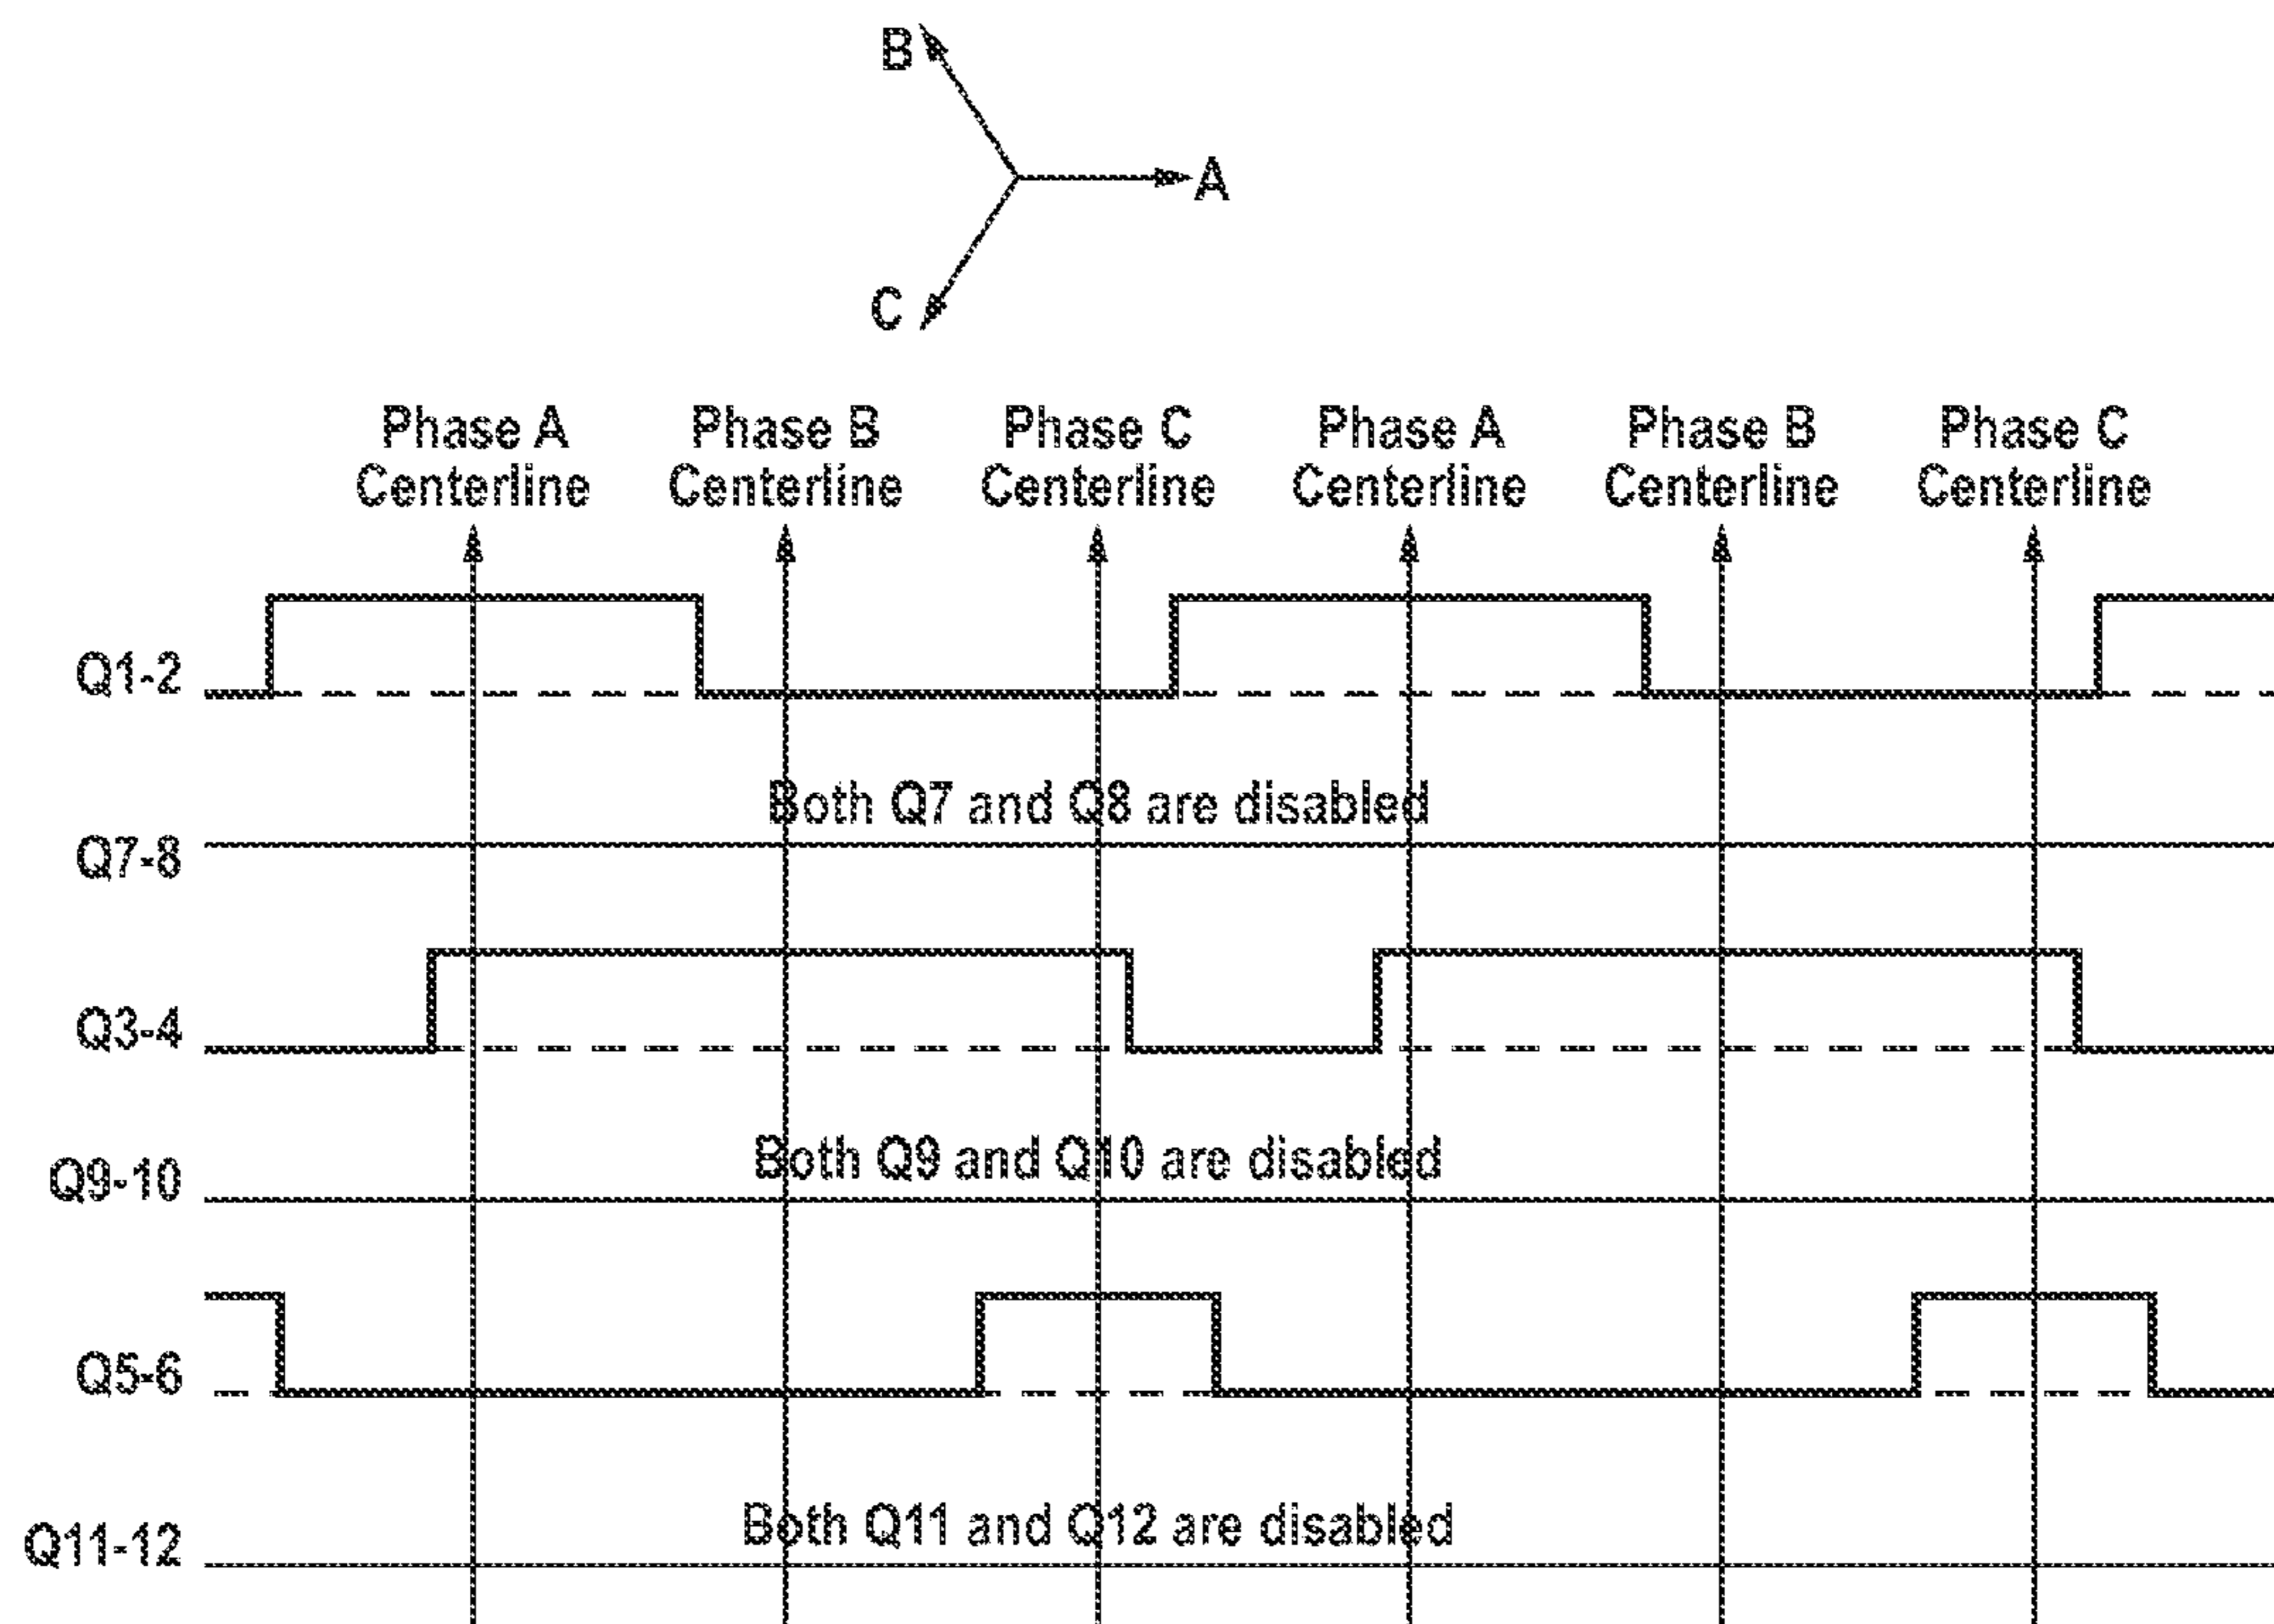 B
A
C
Phase A Centerline
Phase B Centerline
Phase C Centerline
Phase A Centerline
Phase B Centerline
Phase C Centerline
Q1-2
Both Q7 and Q8 are disabled
Q7-8
Q3-4
Both Q9 and Q10 are disabled
Q9-10
Q5-6
Both Q11 and Q12 are disabled
Q11-12